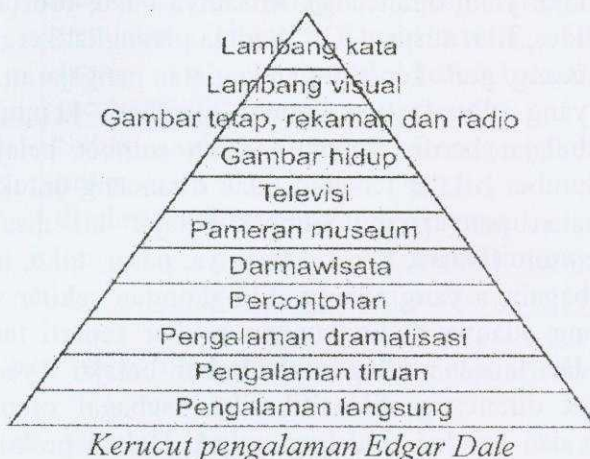 Lambang kata
Lambang visual
Gambar tetap, rekaman dan radio
Gambar hidup
Televisi
Pameran museum
Darmawisata
Percontohan
Pengalaman dramatisasi
Pengalaman tiruan
Pengalaman langsung
Kerucut pengalaman Edgar Dale